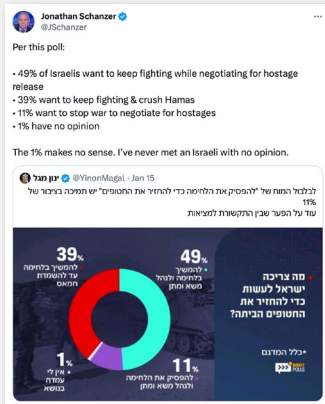 Jonathan Schanzer
@JSchanzer
Per this poll:
• 49% of Israelis want to keep fighting while negotiating for hostage
release
• 39% want to keep fighting & crush Hamas
• 11% want to stop war to negotiate for hostages
• 1% have no opinion
The 1% makes no sense. I've never met an Israeli with no opinion.
ינון מגל @YinonMagal · Jan 15
לבלבול המוח של "להפסיק את הלחימה כדי להחזיר את החטופים" יש תמיכה בציבור של
11%
עוד על הפער שבין התקשורת למציאות
מה צריכה
ישראל לעשות
כדי להחזיר את
החטופים הביתה?
*כלל המדגם
49%
להמשיך
בלחימה ולנהל
משא ומתן
39%
להמשיך בלחימה
עד להשמדת
חמאס
11%
להפסיק את הלחימה
ולנהל משא ומתן
1%
אין לי
עמדה
בנושא